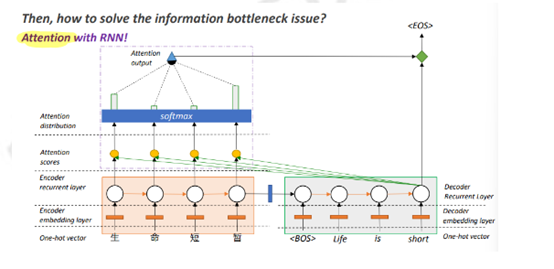 Then, how to solve the information bottleneck issue?
Attention with RNN!
<EOS>
Attention
output
softmax
Attention
distribution
Attention
scores
Encoder
recurrent layer
Decoder
Recurrent Layer
Encoder
embedding layer
Decoder
embedding layer
One-hot vector
生 命 短 暂
<BOS> Life is short
One-hot vector